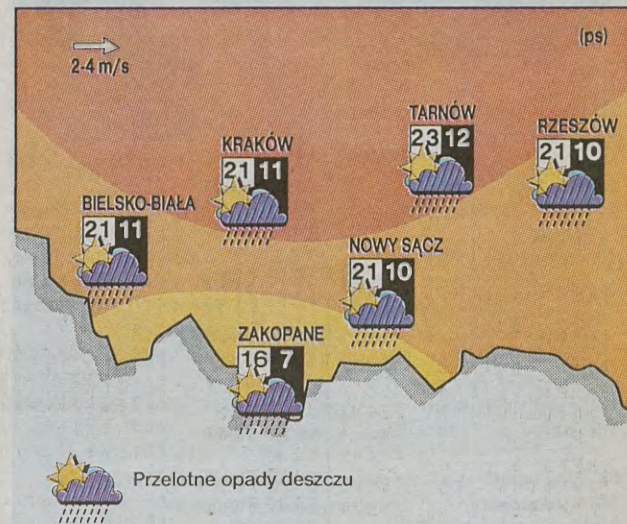 (ps)
2-4 m/s
TARNÓW
23 12
RZESZÓW
21 10
KRAKÓW
21 11
BIELSKO-BIAŁA
21 11
NOWY SĄCZ
21 10
ZAKOPANE
16 7
Przelotne opady deszczu